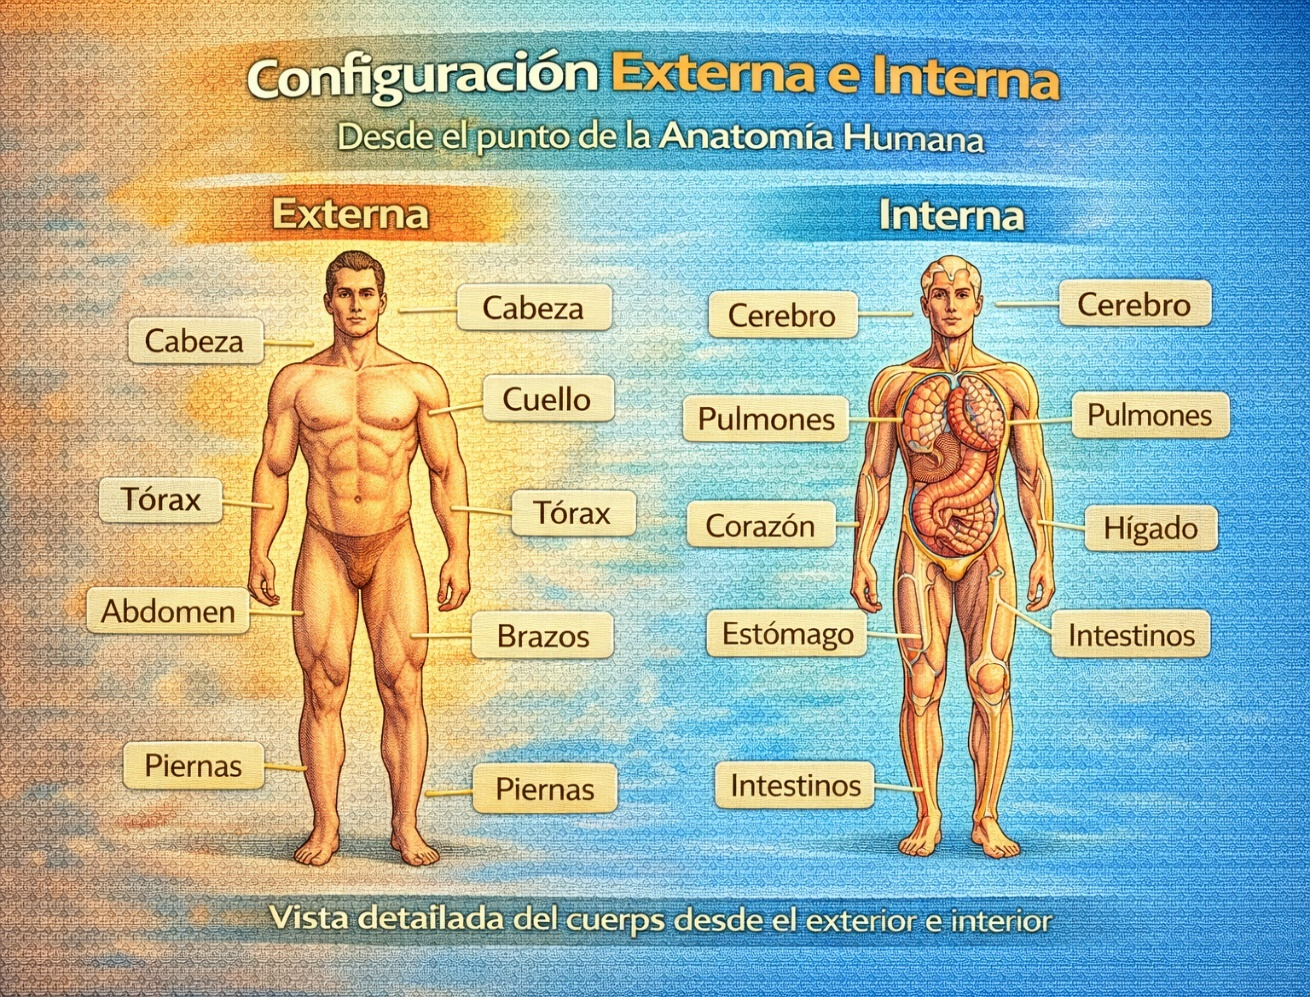 Configuración Externa e Interna
Desde el punto de la Anatomía Humana
Externa
Cabeza
Cabeza
Cuello
Tórax
Tórax
Abdomen
Brazos
Piernas
Piernas
Interna
Cerebro
Cerebro
Pulmones
Pulmones
Corazón
Hígado
Estómago
Intestinos
Intestinos
Vista detailada del cuerps desde el exterior e interior